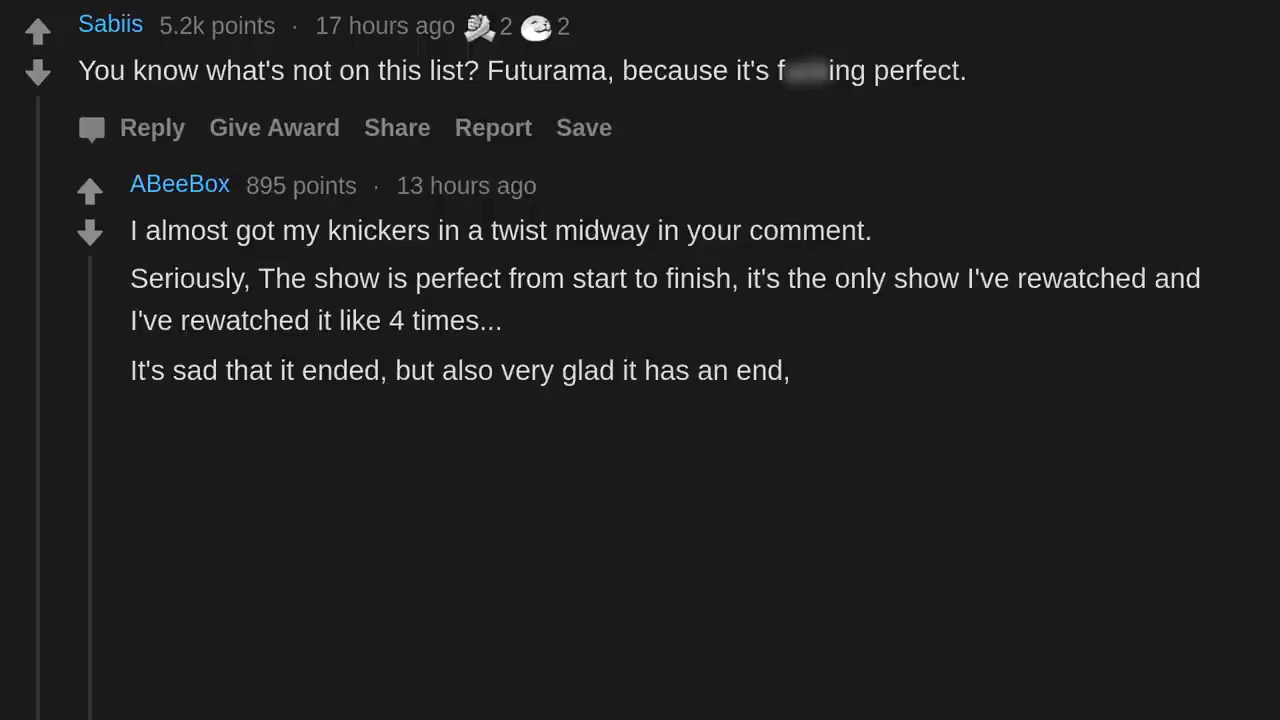 Sabiis 5.2k points · 17 hours ago 2 2
You know what's not on this list? Futurama, because it's f ing perfect.
Reply Give Award Share Report Save
ABeeBox 895 points · 13 hours ago
I almost got my knickers in a twist midway in your comment.
Seriously, The show is perfect from start to finish, it's the only show I've rewatched and
I've rewatched it like 4 times...
It's sad that it ended, but also very glad it has an end,